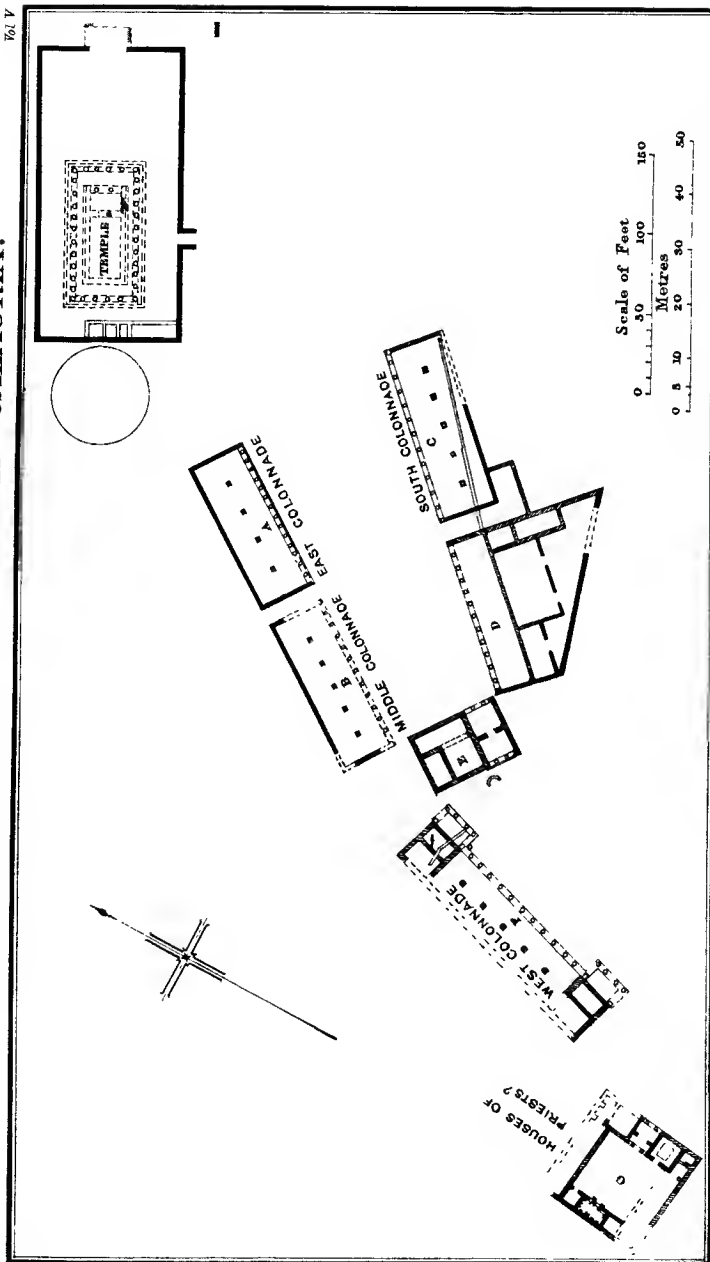 Vol V
TEMPLE
EAST COLONNADE
A
MIDDLE COLONNADE
B
SOUTH COLONNADE
C
D
E
WEST COLONNADE
F
HOUSES OF
PRIESTS ?
G
Scale of Feet
0 50 100 150
Metres
0 5 10 20 30 40 50